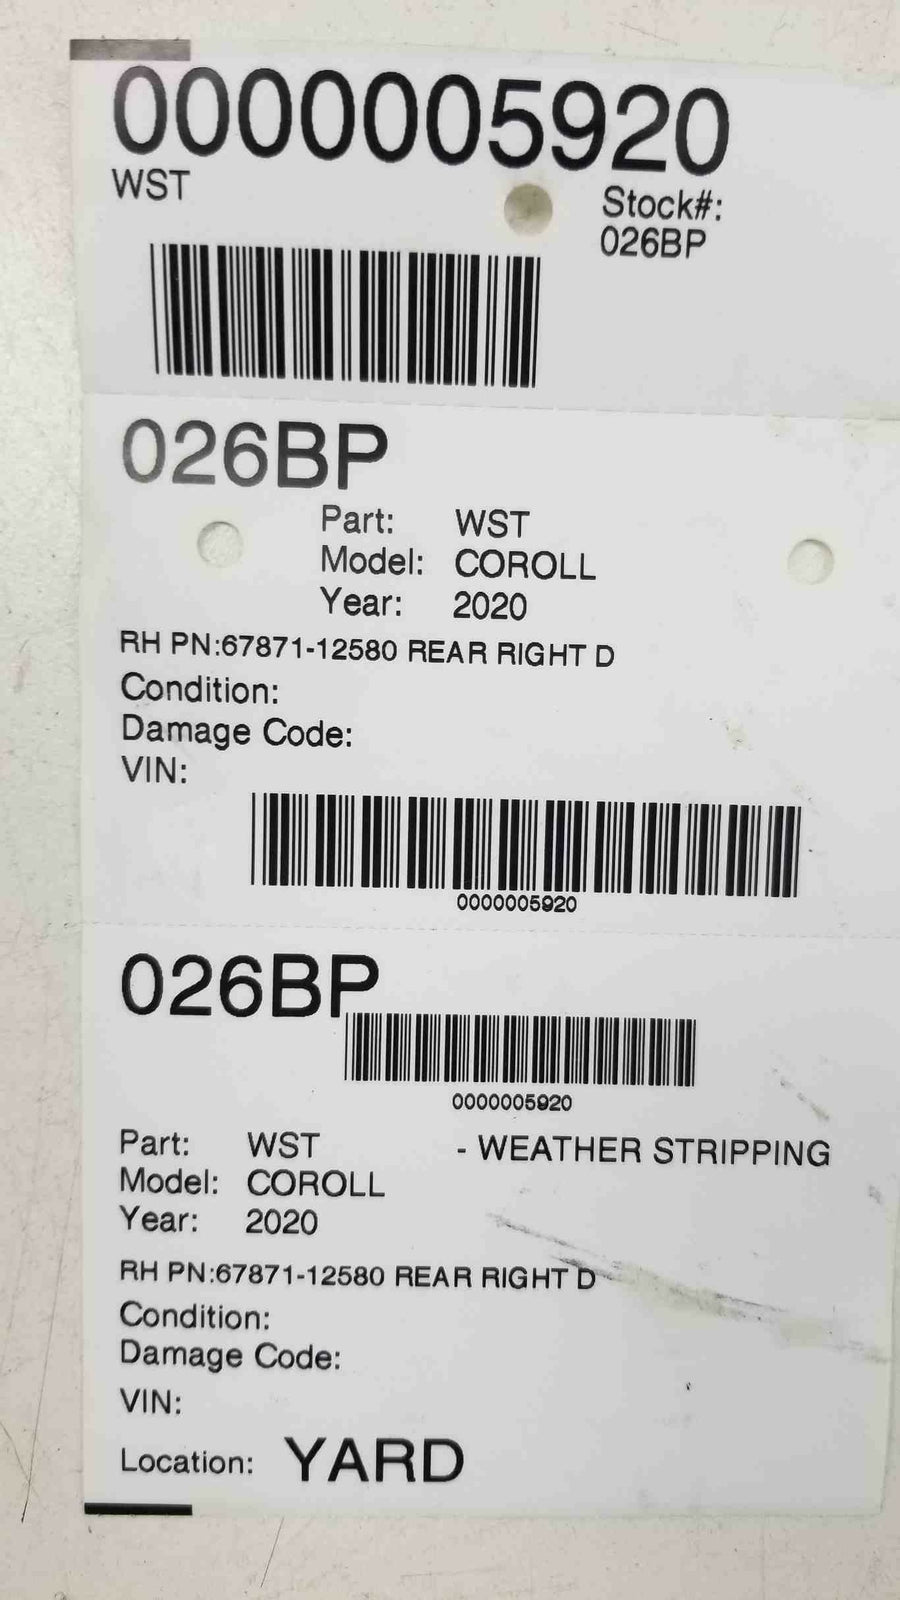 0000005920
WST
Stock#:
026BP
026BP
Part: WST
Model: COROLL
Year: 2020
RH PN:67871-12580 REAR RIGHT D
Condition:
Damage Code:
VIN:
0000005920
026BP
0000005920
Part: WST - WEATHER STRIPPING
Model: COROLL
Year: 2020
RH PN:67871-12580 REAR RIGHT D
Condition:
Damage Code:
VIN:
Location: YARD